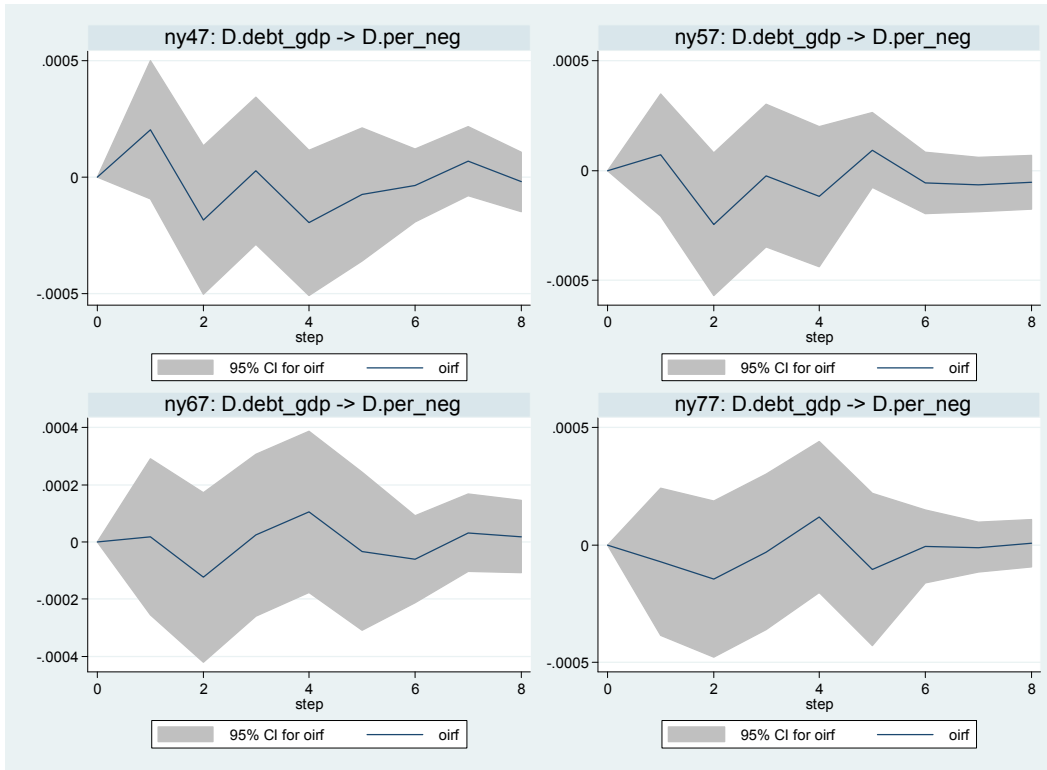 ny47: D.debt_gdp -> D.per_neg
.0005
0
-.0005
0 2 4 6 8
step
95% CI for oirf oirf
ny57: D.debt_gdp -> D.per_neg
.0005
0
-.0005
0 2 4 6 8
step
95% CI for oirf oirf
ny67: D.debt_gdp -> D.per_neg
.0004
.0002
0
-.0002
-.0004
0 2 4 6 8
step
95% CI for oirf oirf
ny77: D.debt_gdp -> D.per_neg
.0005
0
-.0005
0 2 4 6 8
step
95% CI for oirf oirf